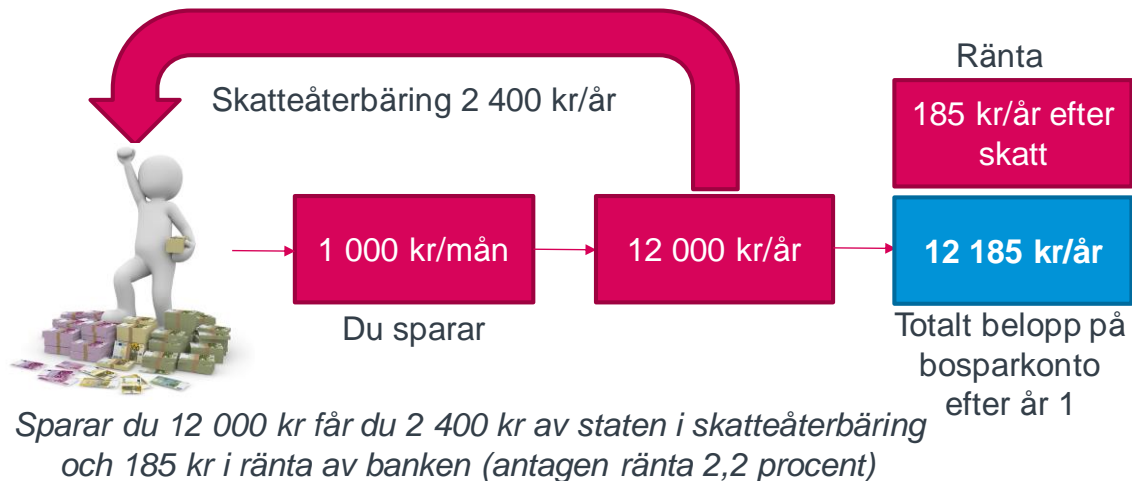 Skatteåterbäring 2 400 kr/år
Ränta
185 kr/år efter
skatt
1 000 kr/mån
12 000 kr/år
12 185 kr/år
Du sparar
Totalt belopp på
bosparkonto
efter år 1
Sparar du 12 000 kr får du 2 400 kr av staten i skatteåterbäring
och 185 kr i ränta av banken (antagen ränta 2,2 procent)